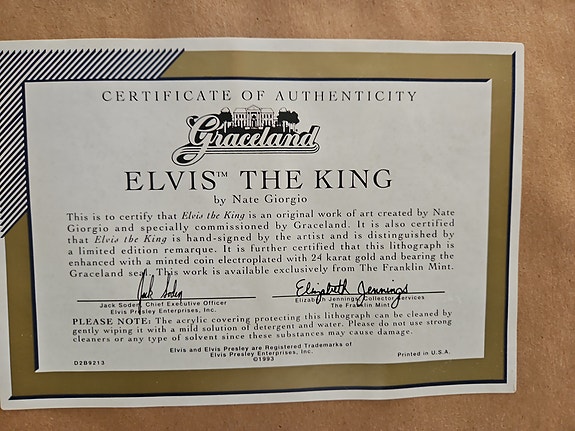 CERTIFICATE OF AUTHENTICITY
Graceland
ELVIS™ THE KING
by Nate Giorgio
This is to certify that Elvis the King is an original work of art created by Nate
Giorgio and specially commissioned by Graceland. It is also certified
that Elvis the King is hand-signed by the artist and is distinguished by
a limited edition remarque. It is further certified that this lithograph is
enhanced with a minted coin electroplated with 24 karat gold and bearing the
Graceland seal. This work is available exclusively from The Franklin Mint.
Jack Soden
Elizabeth Jennings
Jack Soden, Chief Executive Officer
Elvis Presley Enterprises, Inc.
Elizabeth Jennings, Collector Services
The Franklin Mint
PLEASE NOTE: The acrylic covering protecting this lithograph can be cleaned by
gently wiping it with a mild solution of detergent and water. Please do not use strong
cleaners or any type of solvent since these substances may cause damage.
Elvis and Elvis Presley are Registered Trademarks of
Elvis Presley Enterprises, Inc.
©1993
D2B9213
Printed in U.S.A.